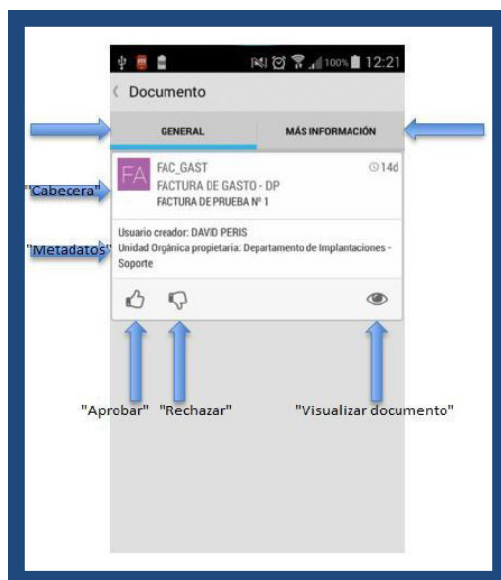 100% 12:21
Documento
GENERAL MÁS INFORMACIÓN
FA FAC_GAST 14d
FACTURA DE GASTO - DP
FACTURA DE PRUEBA Nº 1
"Cabecera"
Usuario creador: DAVID PERIS
"Metadatos" Unidad Orgánica propietaria: Departamento de Implantaciones -
Soporte
"Aprobar" "Rechazar" "Visualizar documento"